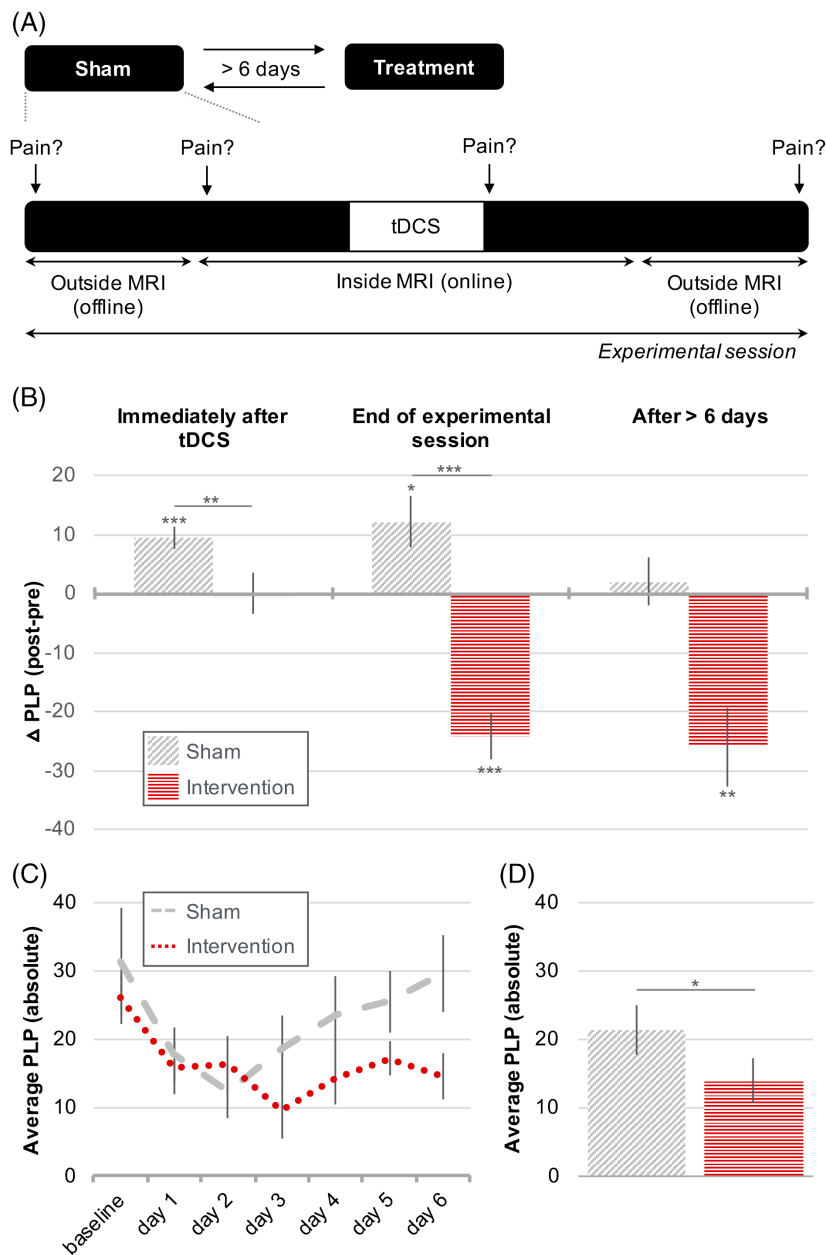 (A)
Sham
> 6 days
Treatment
Pain?
Pain?
Pain?
Pain?
tDCS
Outside MRI
(offline)
Inside MRI (online)
Outside MRI
(offline)
Experimental session
(B)
Immediately after
tDCS
End of experimental
session
After > 6 days
Δ PLP (post-pre)
20
10
0
-10
-20
-30
-40
***
**
*
***
***
**
Sham
Intervention
(C)
Average PLP (absolute)
40
30
20
10
0
Sham
Intervention
baseline
day 1
day 2
day 3
day 4
day 5
day 6
(D)
Average PLP (absolute)
40
30
20
10
0
*